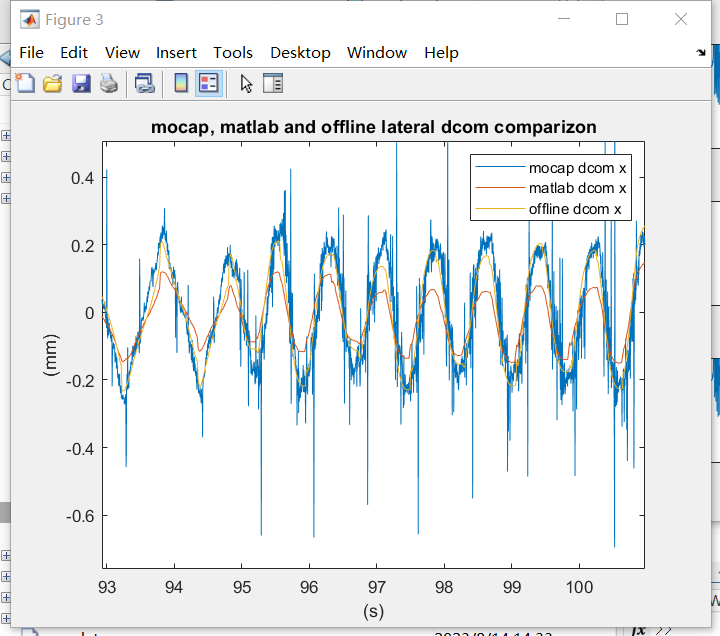 Figure 3
File Edit View Insert Tools Desktop Window Help
mocap, matlab and offline lateral dcom comparizon
mocap dcom x
matlab dcom x
offline dcom x
0.4
0.2
0
-0.2
-0.4
-0.6
(mm)
93 94 95 96 97 98 99 100
(s)